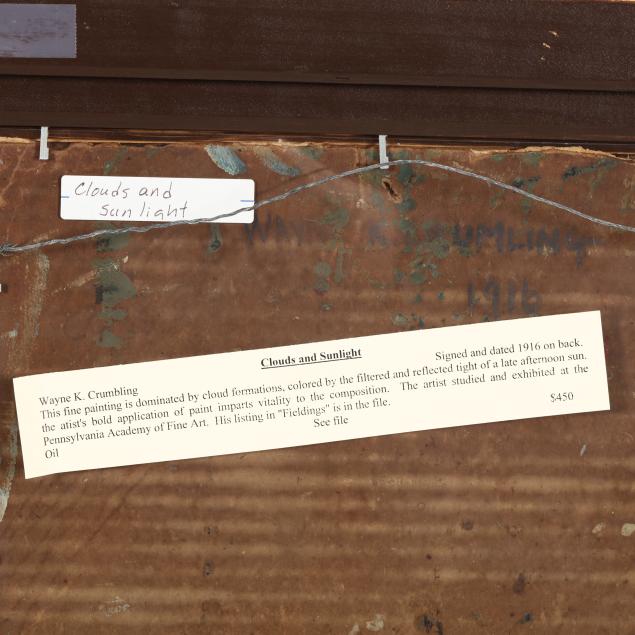 Clouds and
sun light
WAYNE K. CRUMLING
1916
Clouds and Sunlight
Wayne K. Crumbling Signed and dated 1916 on back.
This fine painting is dominated by cloud formations, colored by the filtered and reflected tight of a late afternoon sun.
the atist's bold application of paint imparts vitality to the composition. The artist studied and exhibited at the
Pennsylvania Academy of Fine Art. His listing in "Fieldings" is in the file.
Oil See file $450